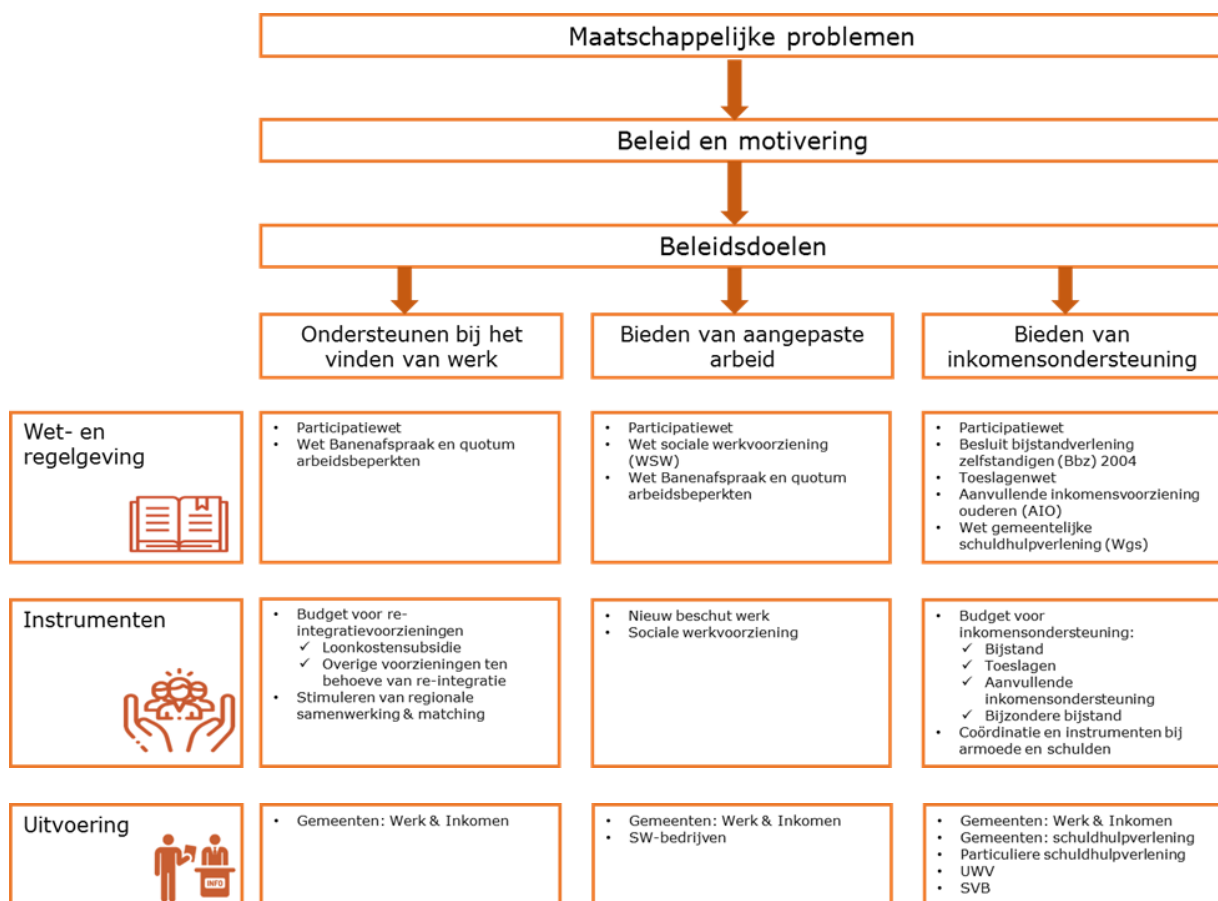 Maatschappelijke problemen
Beleid en motivering
Beleidsdoelen
Ondersteunen bij het
vinden van werk
Bieden van aangepaste
arbeid
Bieden van
inkomensondersteuning
Wet- en
regelgeving
• Participatiewet
• Wet Banenafspraak en quotum
arbeidsbeperkten
• Participatiewet
• Wet sociale werkvoorziening
(WSW)
• Wet Banenafspraak en quotum
arbeidsbeperkten
• Participatiewet
• Besluit bijstandverlening
zelfstandigen (Bbz) 2004
• Toeslagenwet
• Aanvullende inkomensvoorziening
ouderen (AIO)
• Wet gemeentelijke
schuldhulpverlening (Wgs)
Instrumenten
• Budget voor re-
integratievoorzieningen
✓ Loonkostensubsidie
✓ Overige voorzieningen ten
behoeve van re-integratie
• Stimuleren van regionale
samenwerking & matching
• Nieuw beschut werk
• Sociale werkvoorziening
• Budget voor
inkomensondersteuning:
✓ Bijstand
✓ Toeslagen
✓ Aanvullende
inkomensondersteuning
✓ Bijzondere bijstand
• Coördinatie en instrumenten bij
armoede en schulden
Uitvoering
INFO
• Gemeenten: Werk & Inkomen
• Gemeenten: Werk & Inkomen
• SW-bedrijven
• Gemeenten: Werk & Inkomen
• Gemeenten: schuldhulpverlening
• Particuliere schuldhulpverlening
• UWV
• SVB